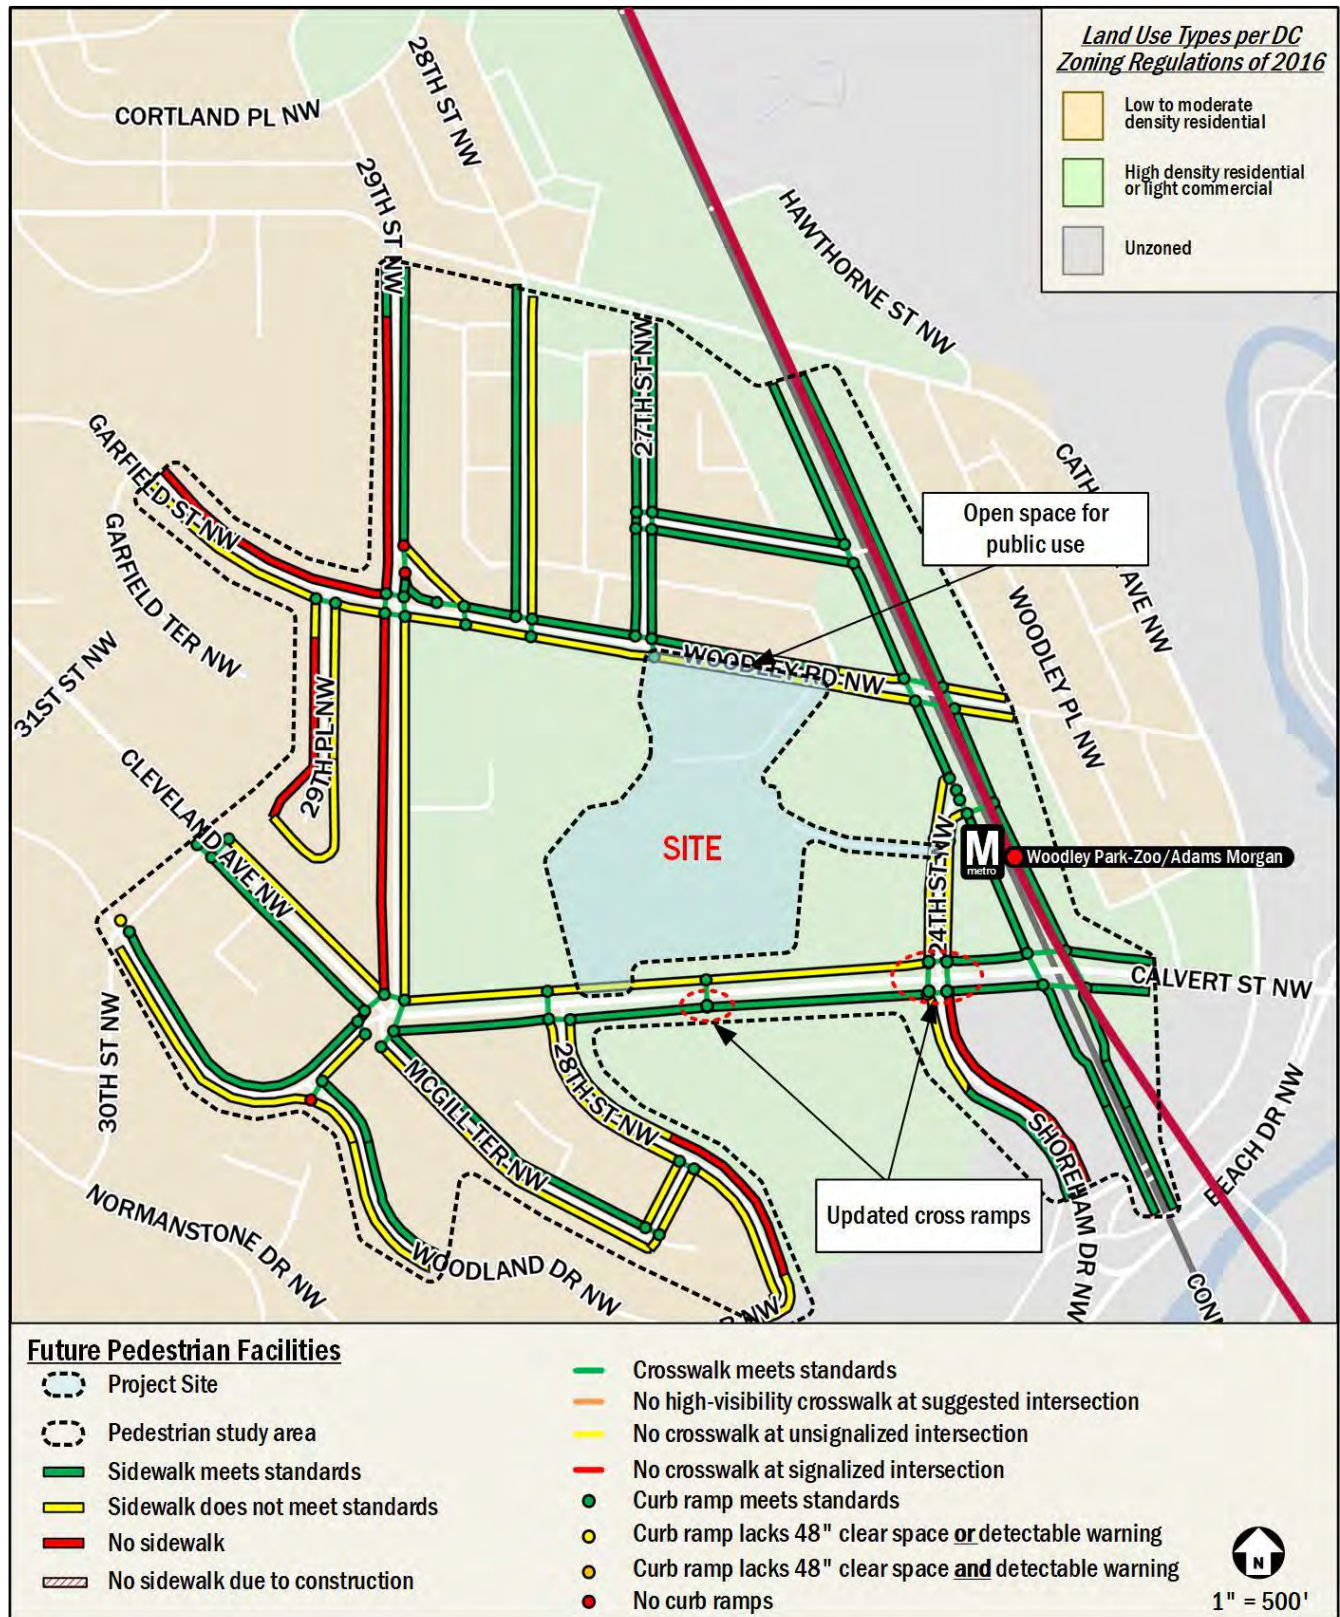 Land Use Types per DC
Zoning Regulations of 2016
Low to moderate
density residential
High density residential
or light commercial
Unzoned
CORTLAND PL NW
28TH ST NW
29TH ST NW
HAWTHORNE ST NW
27TH ST NW
GARFIELD ST NW
GARFIELD TER NW
31ST ST NW
29TH PL NW
CLEVELAND AVE NW
Open space for
public use
CATH
AVE NW
WOODLEY PL NW
WOODLEY RD NW
SITE
24TH ST NW
M
metro
Woodley Park-Zoo/Adams Morgan
CALVERT ST NW
30TH ST NW
MCGILL TER NW
28TH ST NW
SHOREHAM DR NW
BEACH DR NW
Updated cross ramps
NORMANSTONE DR NW
WOODLAND DR NW
R NW
CONN
Future Pedestrian Facilities
Project Site
Pedestrian study area
Sidewalk meets standards
Sidewalk does not meet standards
No sidewalk
No sidewalk due to construction
Crosswalk meets standards
No high-visibility crosswalk at suggested intersection
No crosswalk at unsignalized intersection
No crosswalk at signalized intersection
Curb ramp meets standards
Curb ramp lacks 48" clear space or detectable warning
Curb ramp lacks 48" clear space and detectable warning
No curb ramps
N
1" = 500'